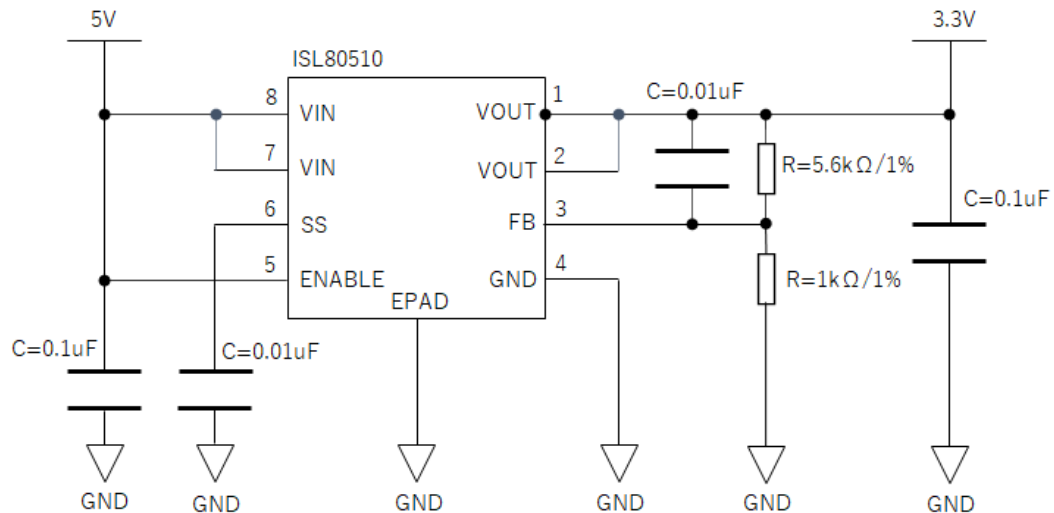 5V
3.3V
ISL80510
8
VIN
VOUT
1
C=0.01uF
7
VIN
VOUT
2
R=5.6kΩ/1%
6
SS
FB
3
C=0.1uF
5
ENABLE
GND
4
R=1kΩ/1%
EPAD
C=0.1uF
C=0.01uF
GND
GND
GND
GND
GND
GND